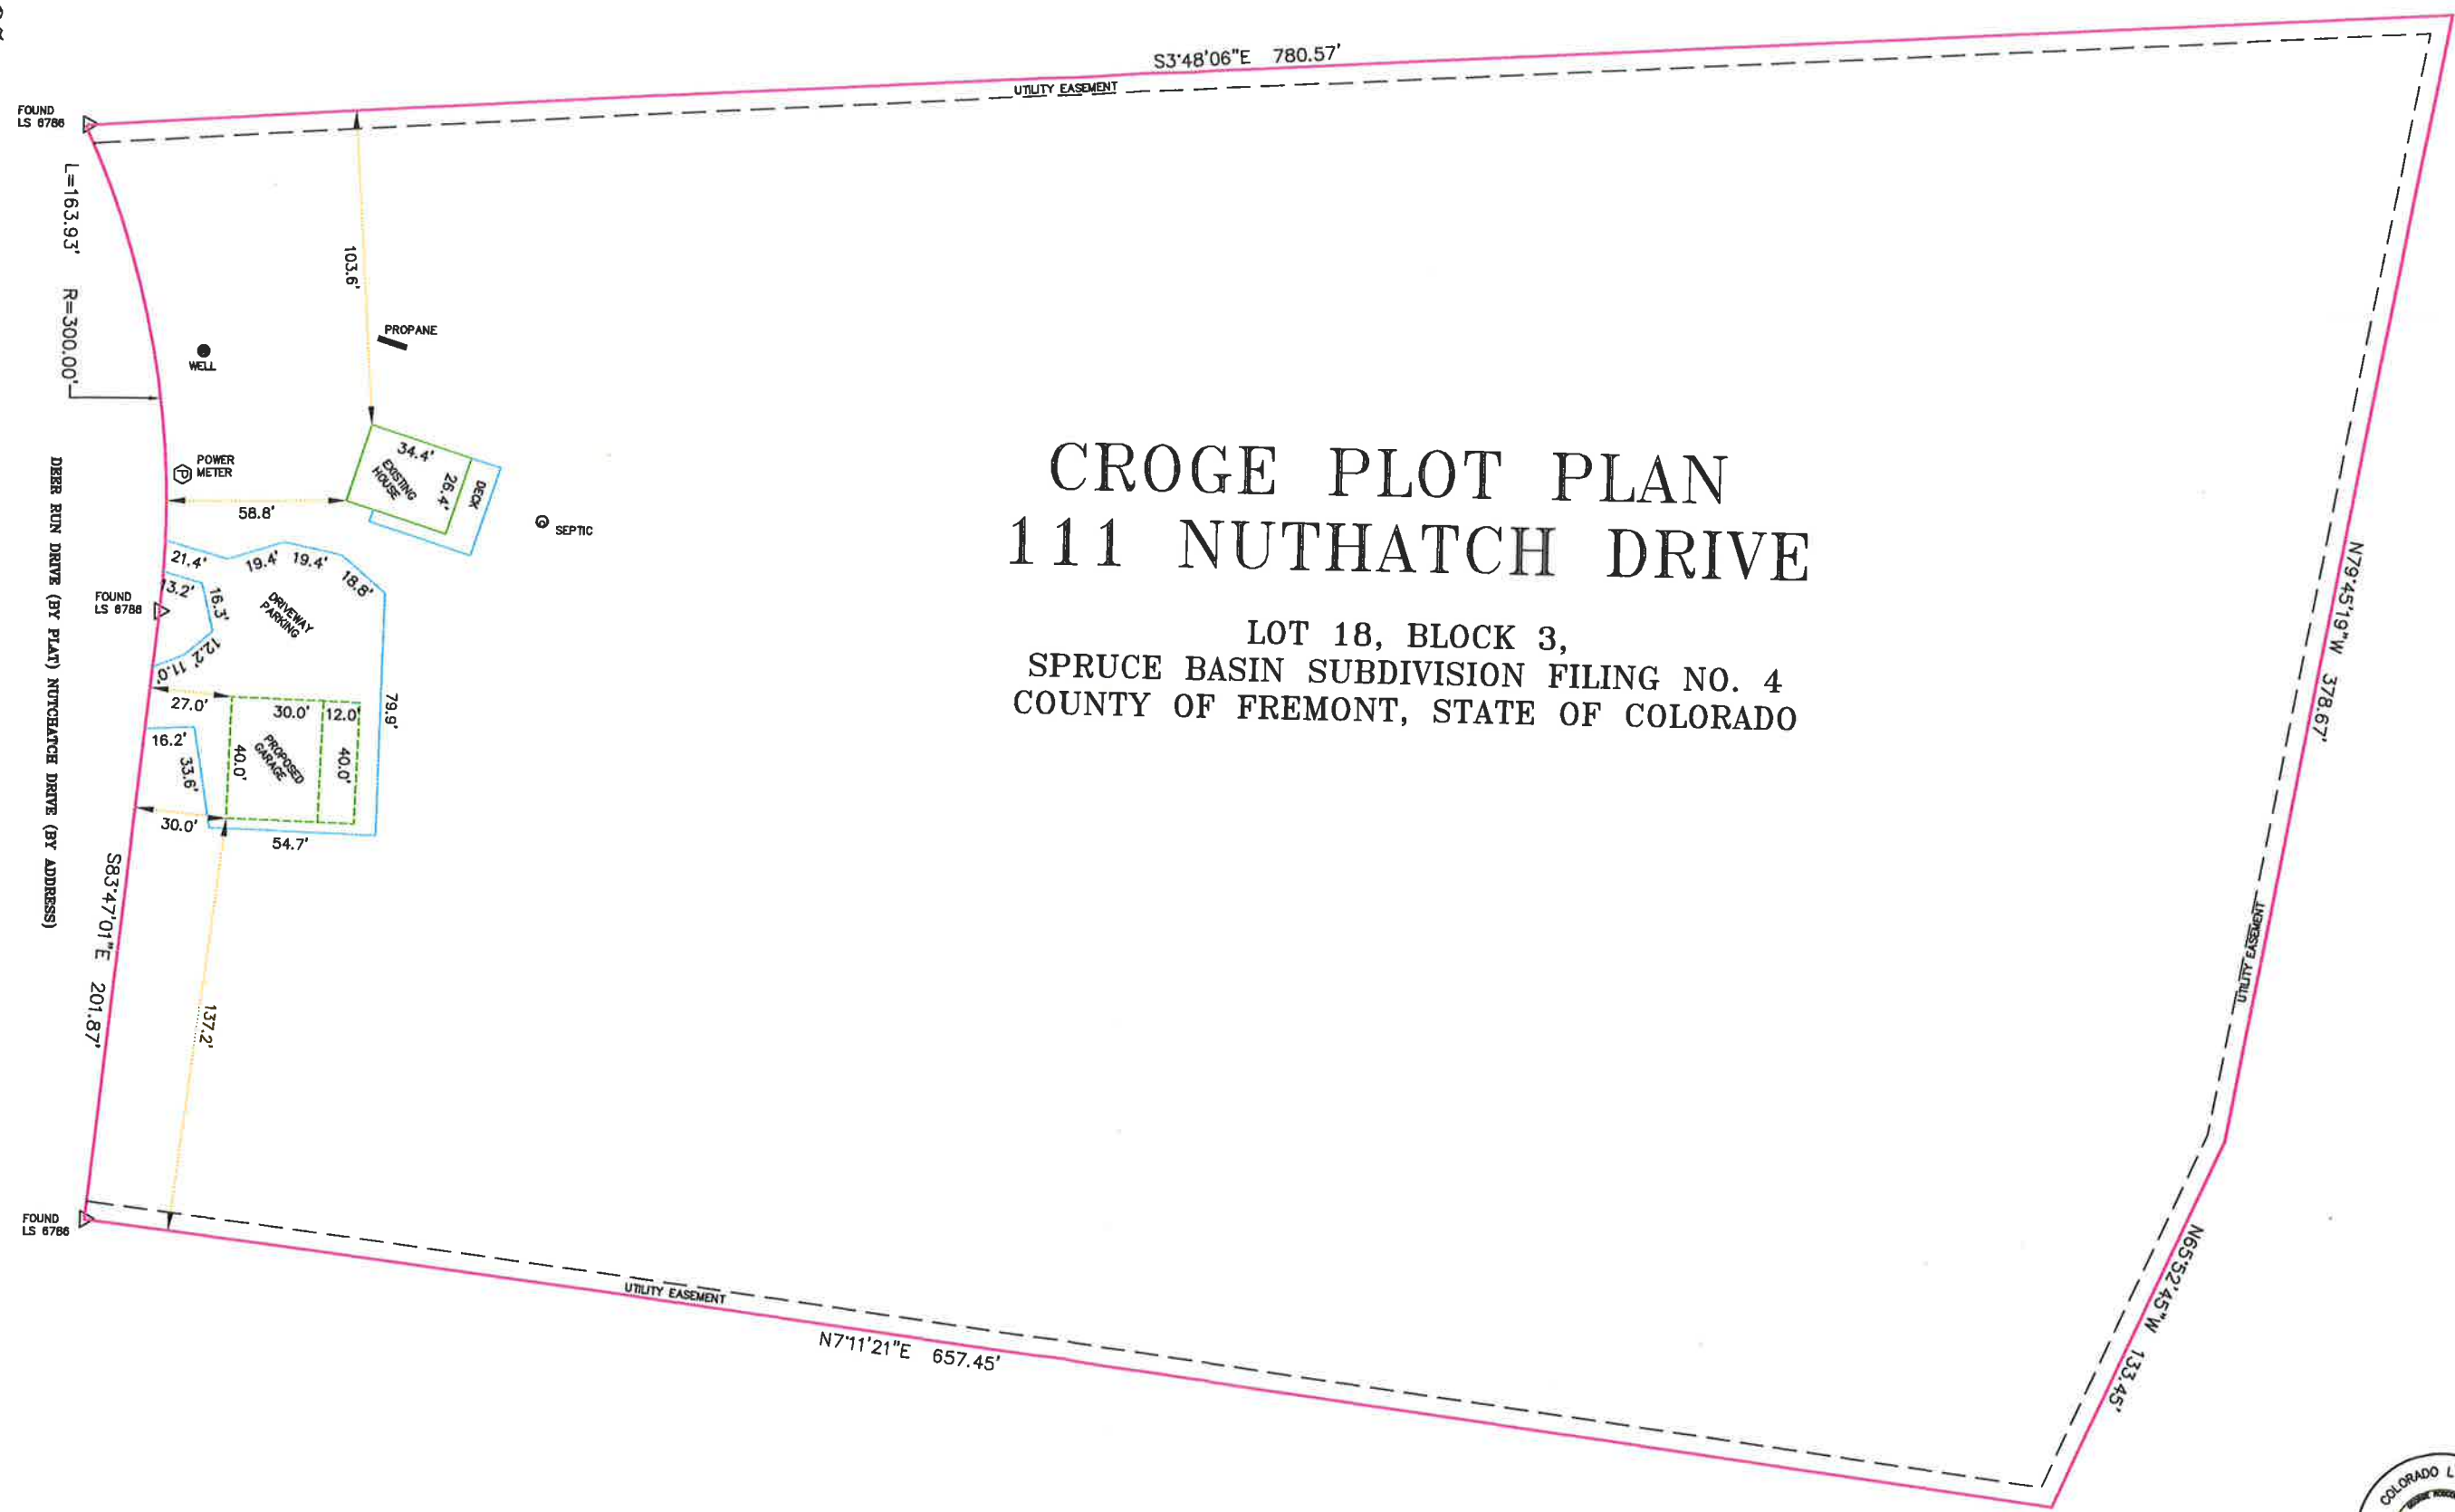 S3°48'06"E 780.57'
UTILITY EASEMENT
FOUND
LS 6786
L=163.93' R=300.00'
103.6'
PROPANE
WELL
POWER
METER
P
58.8'
34.4'
EXISTING
HOUSE
26.4'
DECK
SEPTIC
CROGE PLOT PLAN
111 NUTHATCH DRIVE
LOT 18, BLOCK 3,
SPRUCE BASIN SUBDIVISION FILING NO. 4
COUNTY OF FREMONT, STATE OF COLORADO
DEER RUN DRIVE (BY PLAT) NUTCHATCH DRIVE (BY ADDRESS)
21.4'
19.4'
19.4'
18.8'
13.2'
16.3'
FOUND
LS 6786
DRIVEWAY
PARKING
12.2'
11.0'
27.0'
30.0'
12.0'
79.9'
16.2'
33.6'
40.0'
PROPOSED
GARAGE
40.0'
30.0'
54.7'
S83°47'01"E 201.87'
137.2'
N79°45'19"W 378.67'
UTILITY EASEMENT
FOUND
LS 6786
UTILITY EASEMENT
N7°11'21"E 657.45'
N65°52'45"W 133.45'
COLORADO L